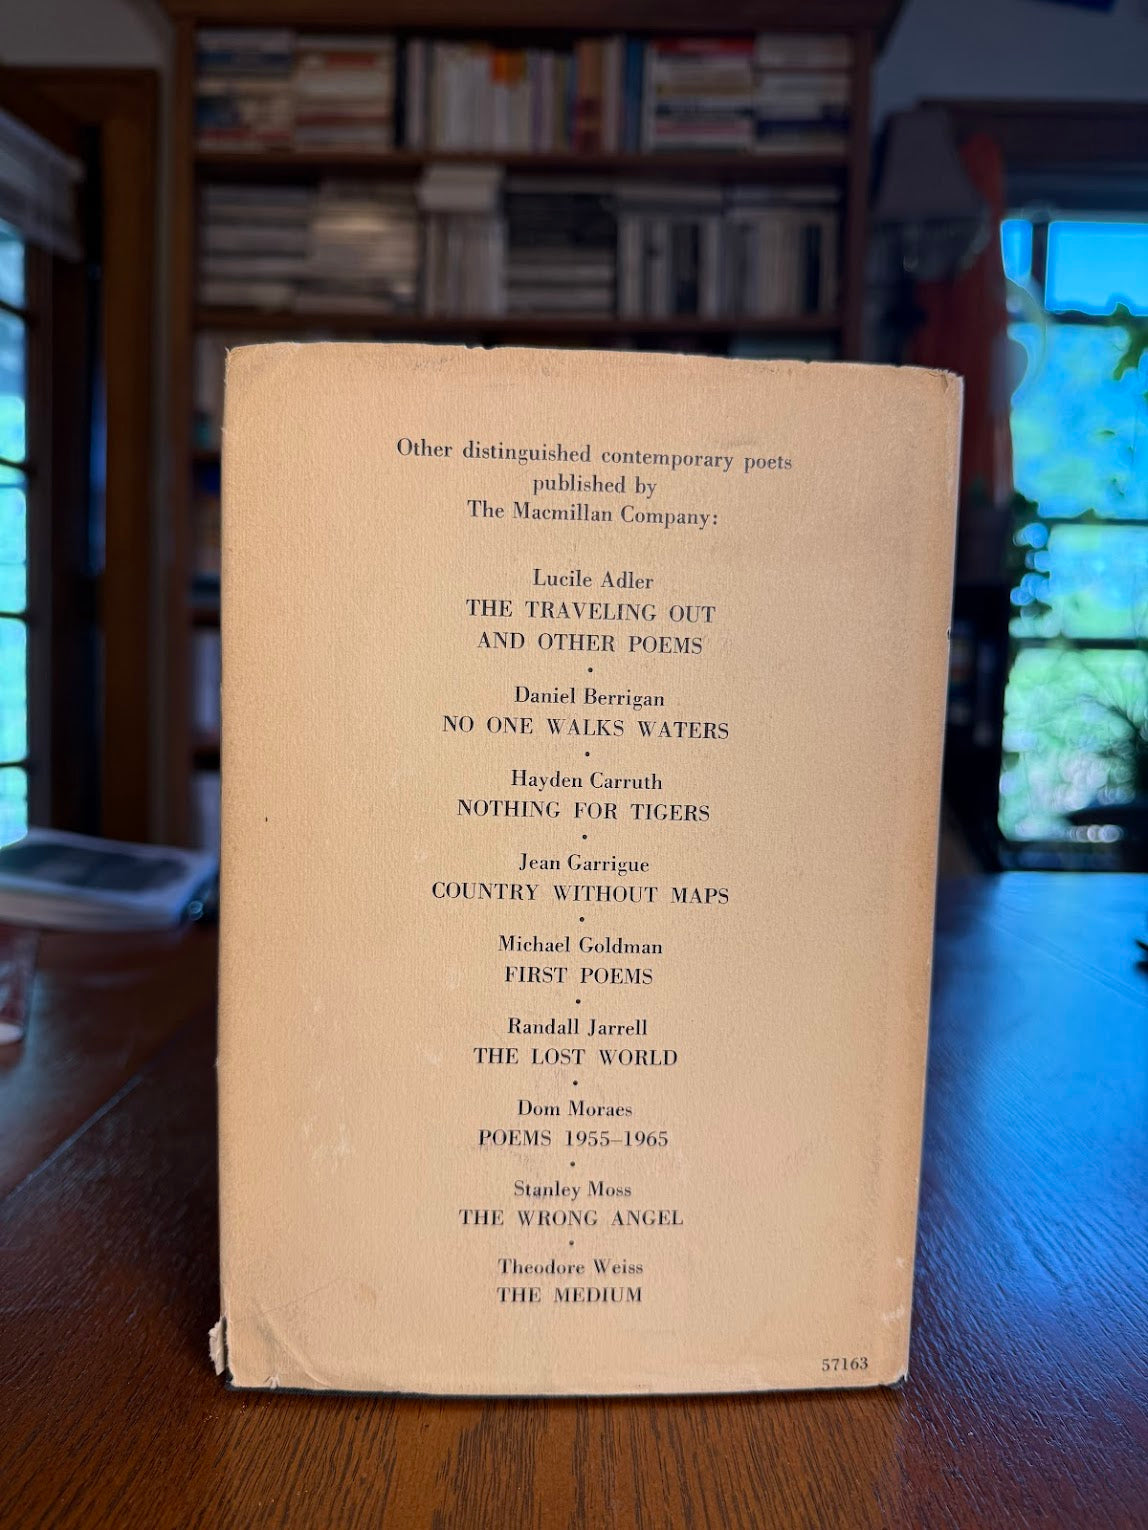 Other distinguished contemporary poets
published by
The Macmillan Company:
Lucile Adler
THE TRAVELING OUT
AND OTHER POEMS
•
Daniel Berrigan
NO ONE WALKS WATERS
•
Hayden Carruth
NOTHING FOR TIGERS
•
Jean Garrigue
COUNTRY WITHOUT MAPS
•
Michael Goldman
FIRST POEMS
•
Randall Jarrell
THE LOST WORLD
•
Dom Moraes
POEMS 1955–1965
•
Stanley Moss
THE WRONG ANGEL
•
Theodore Weiss
THE MEDIUM
57163